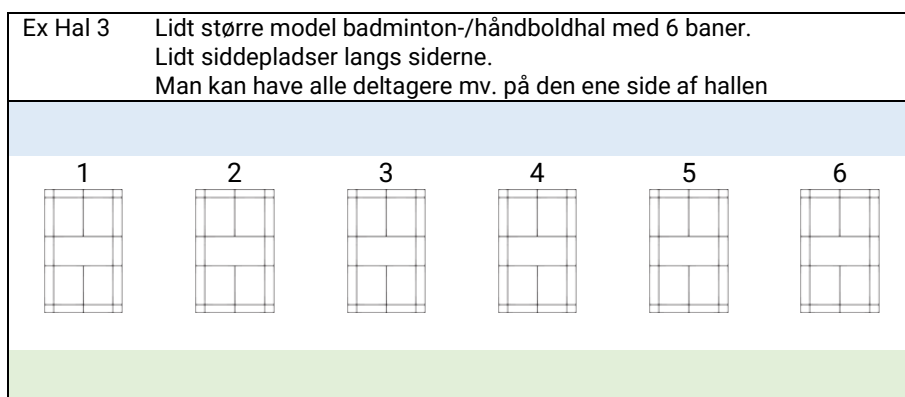 Ex Hal 3 Lidt større model badminton-/håndboldhal med 6 baner.
Lidt siddepladser langs siderne.
Man kan have alle deltagere mv. på den ene side af hallen
1 2 3 4 5 6